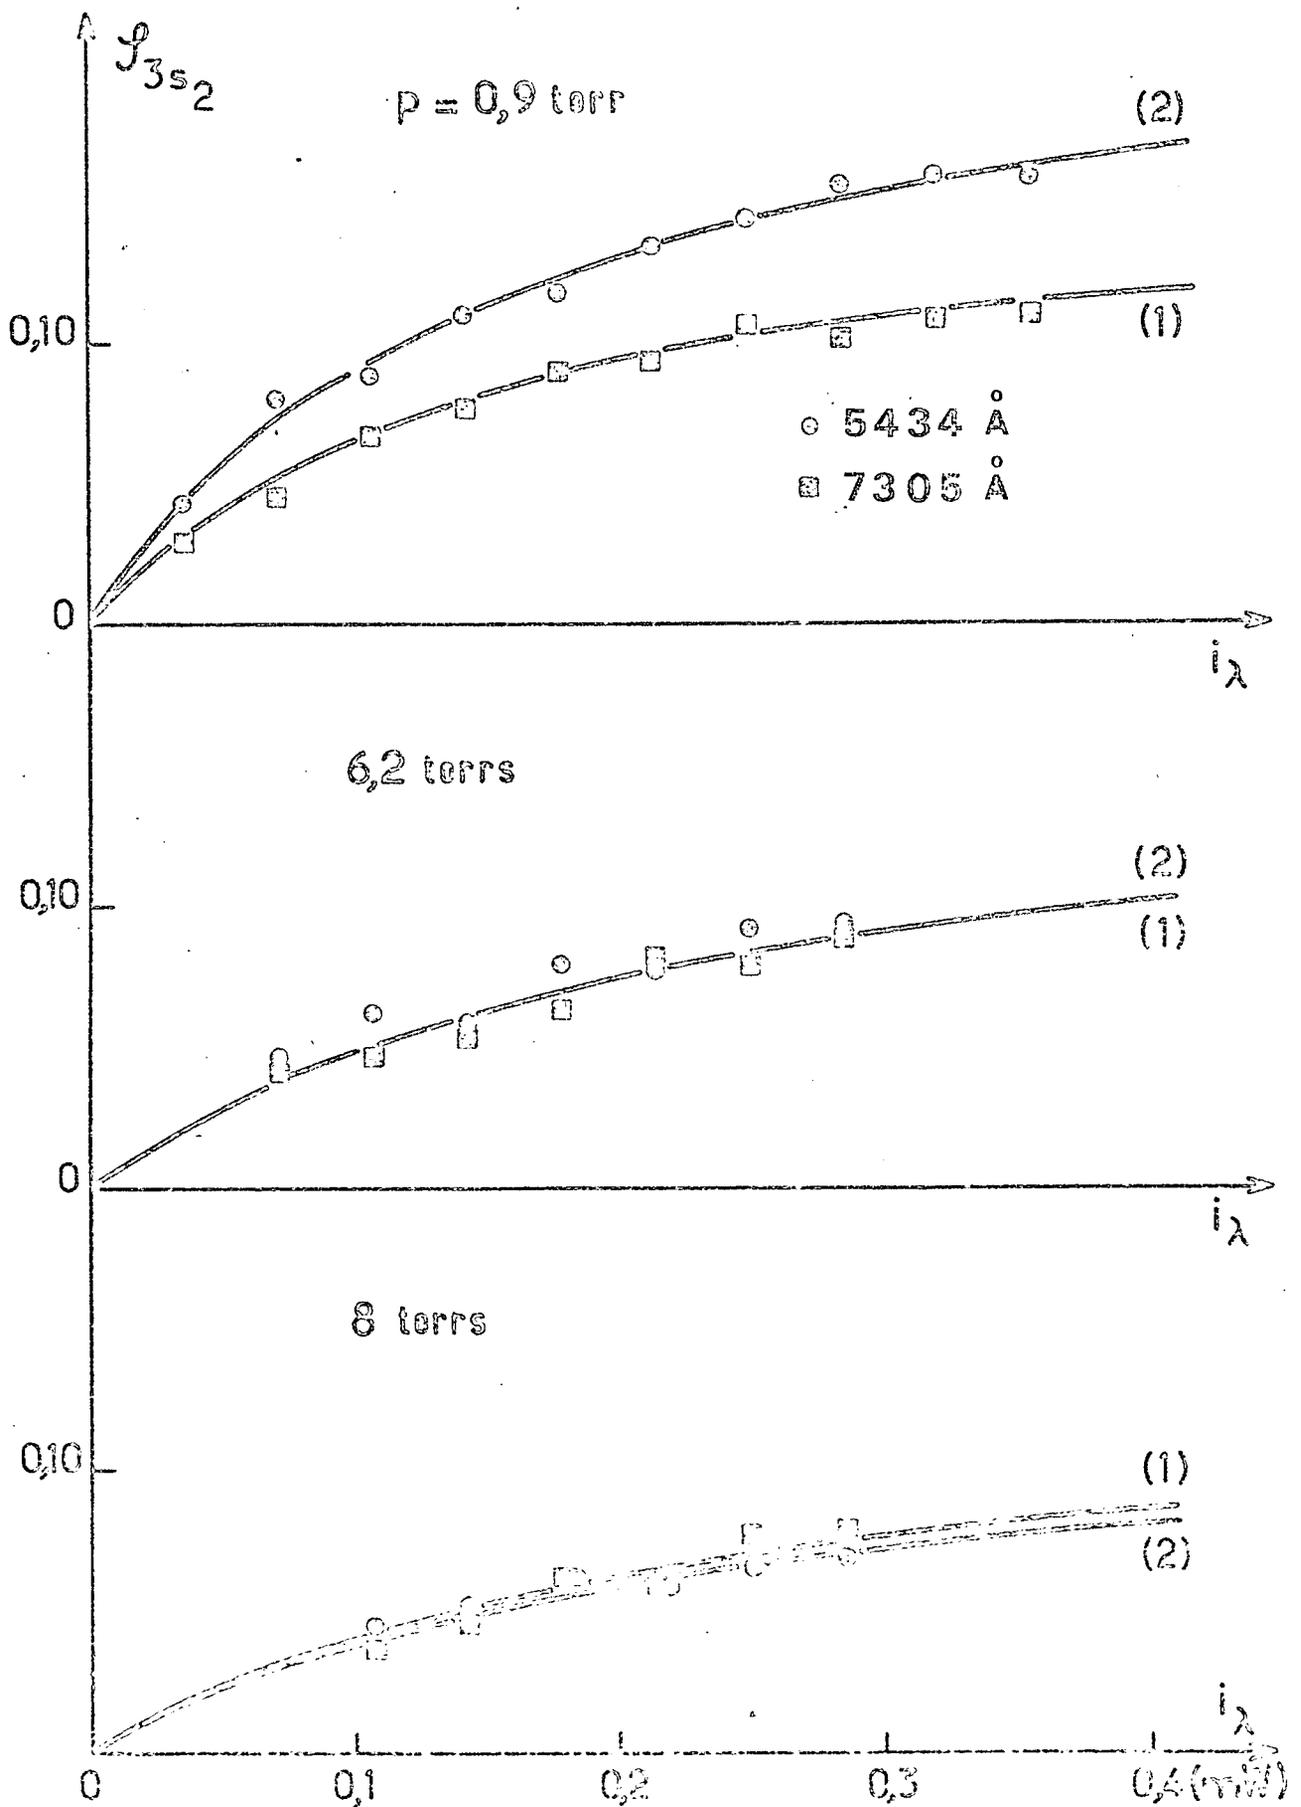 𝒮3s2
p = 0,9 torr
(2)
0,10
(1)
5434 Å
7305 Å
0
iλ
6,2 torrs
(2)
0,10
(1)
0
iλ
8 torrs
0,10
(1)
(2)
iλ
0 0,1 0,2 0,3 0,4 (mW)